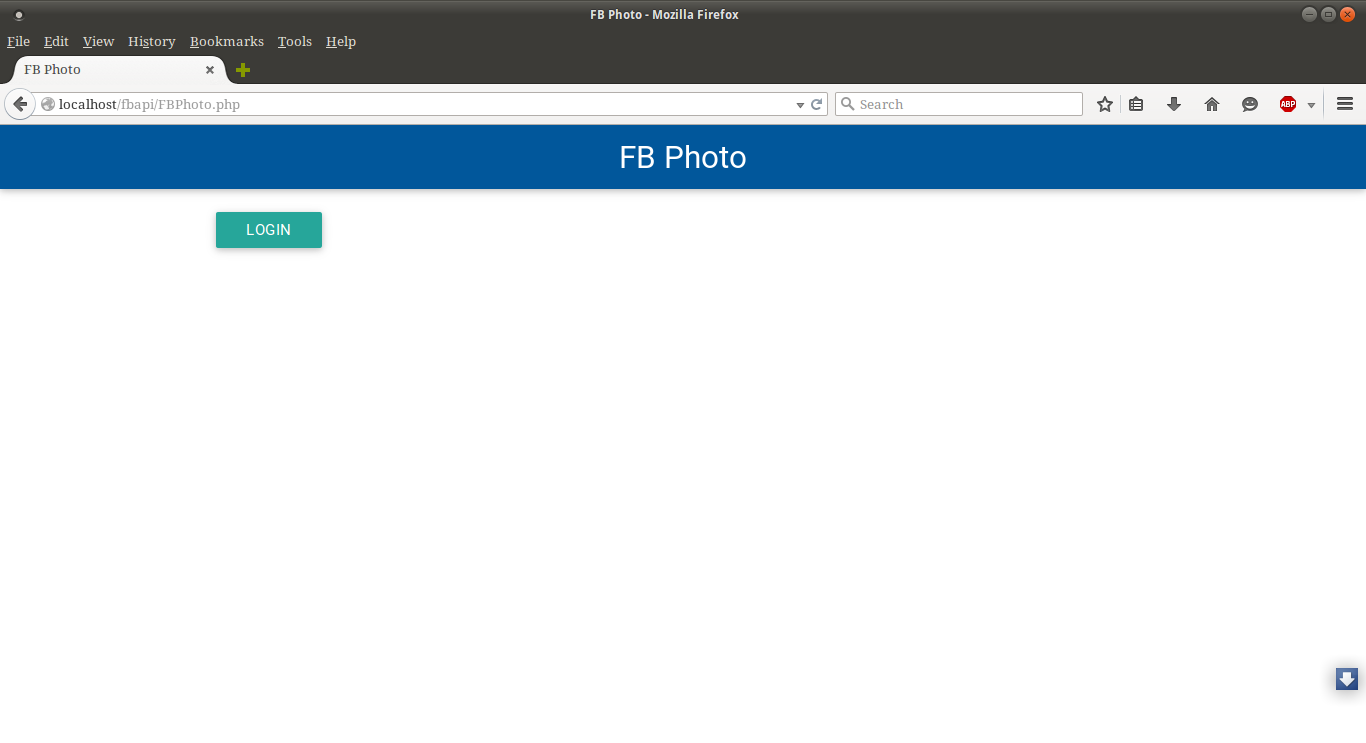 FB Photo - Mozilla Firefox
File Edit View History Bookmarks Tools Help
FB Photo
localhost/fbapi/FBPhoto.php Search ABP
FB Photo
LOGIN